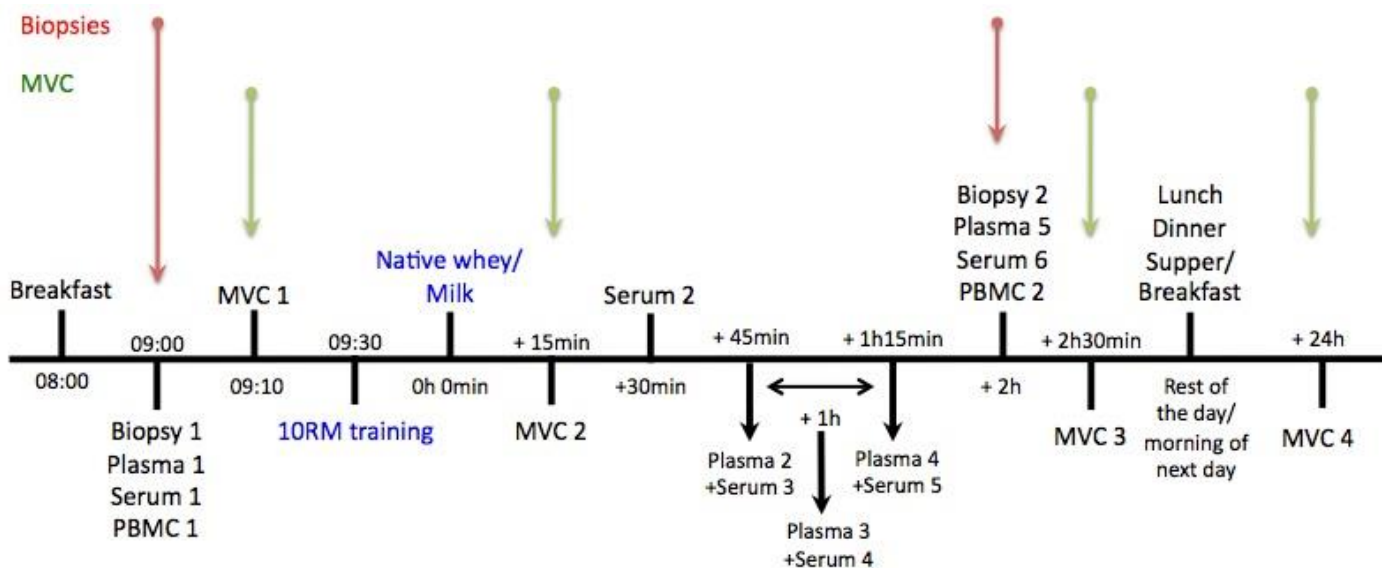 Biopsies
MVC
Biopsy 2
Plasma 5
Serum 6
PBMC 2
Lunch
Dinner
Supper/
Breakfast
Native whey/
Milk
Breakfast
MVC 1
Serum 2
09:00
09:30
+ 15min
+ 45min
+ 1h15min
+ 2h30min
+ 24h
08:00
09:10
0h 0min
+30min
+ 1h
+ 2h
Rest of
the day/
morning of
next day
Biopsy 1
Plasma 1
Serum 1
PBMC 1
10RM training
MVC 2
Plasma 2
+Serum 3
Plasma 3
+Serum 4
Plasma 4
+Serum 5
MVC 3
MVC 4